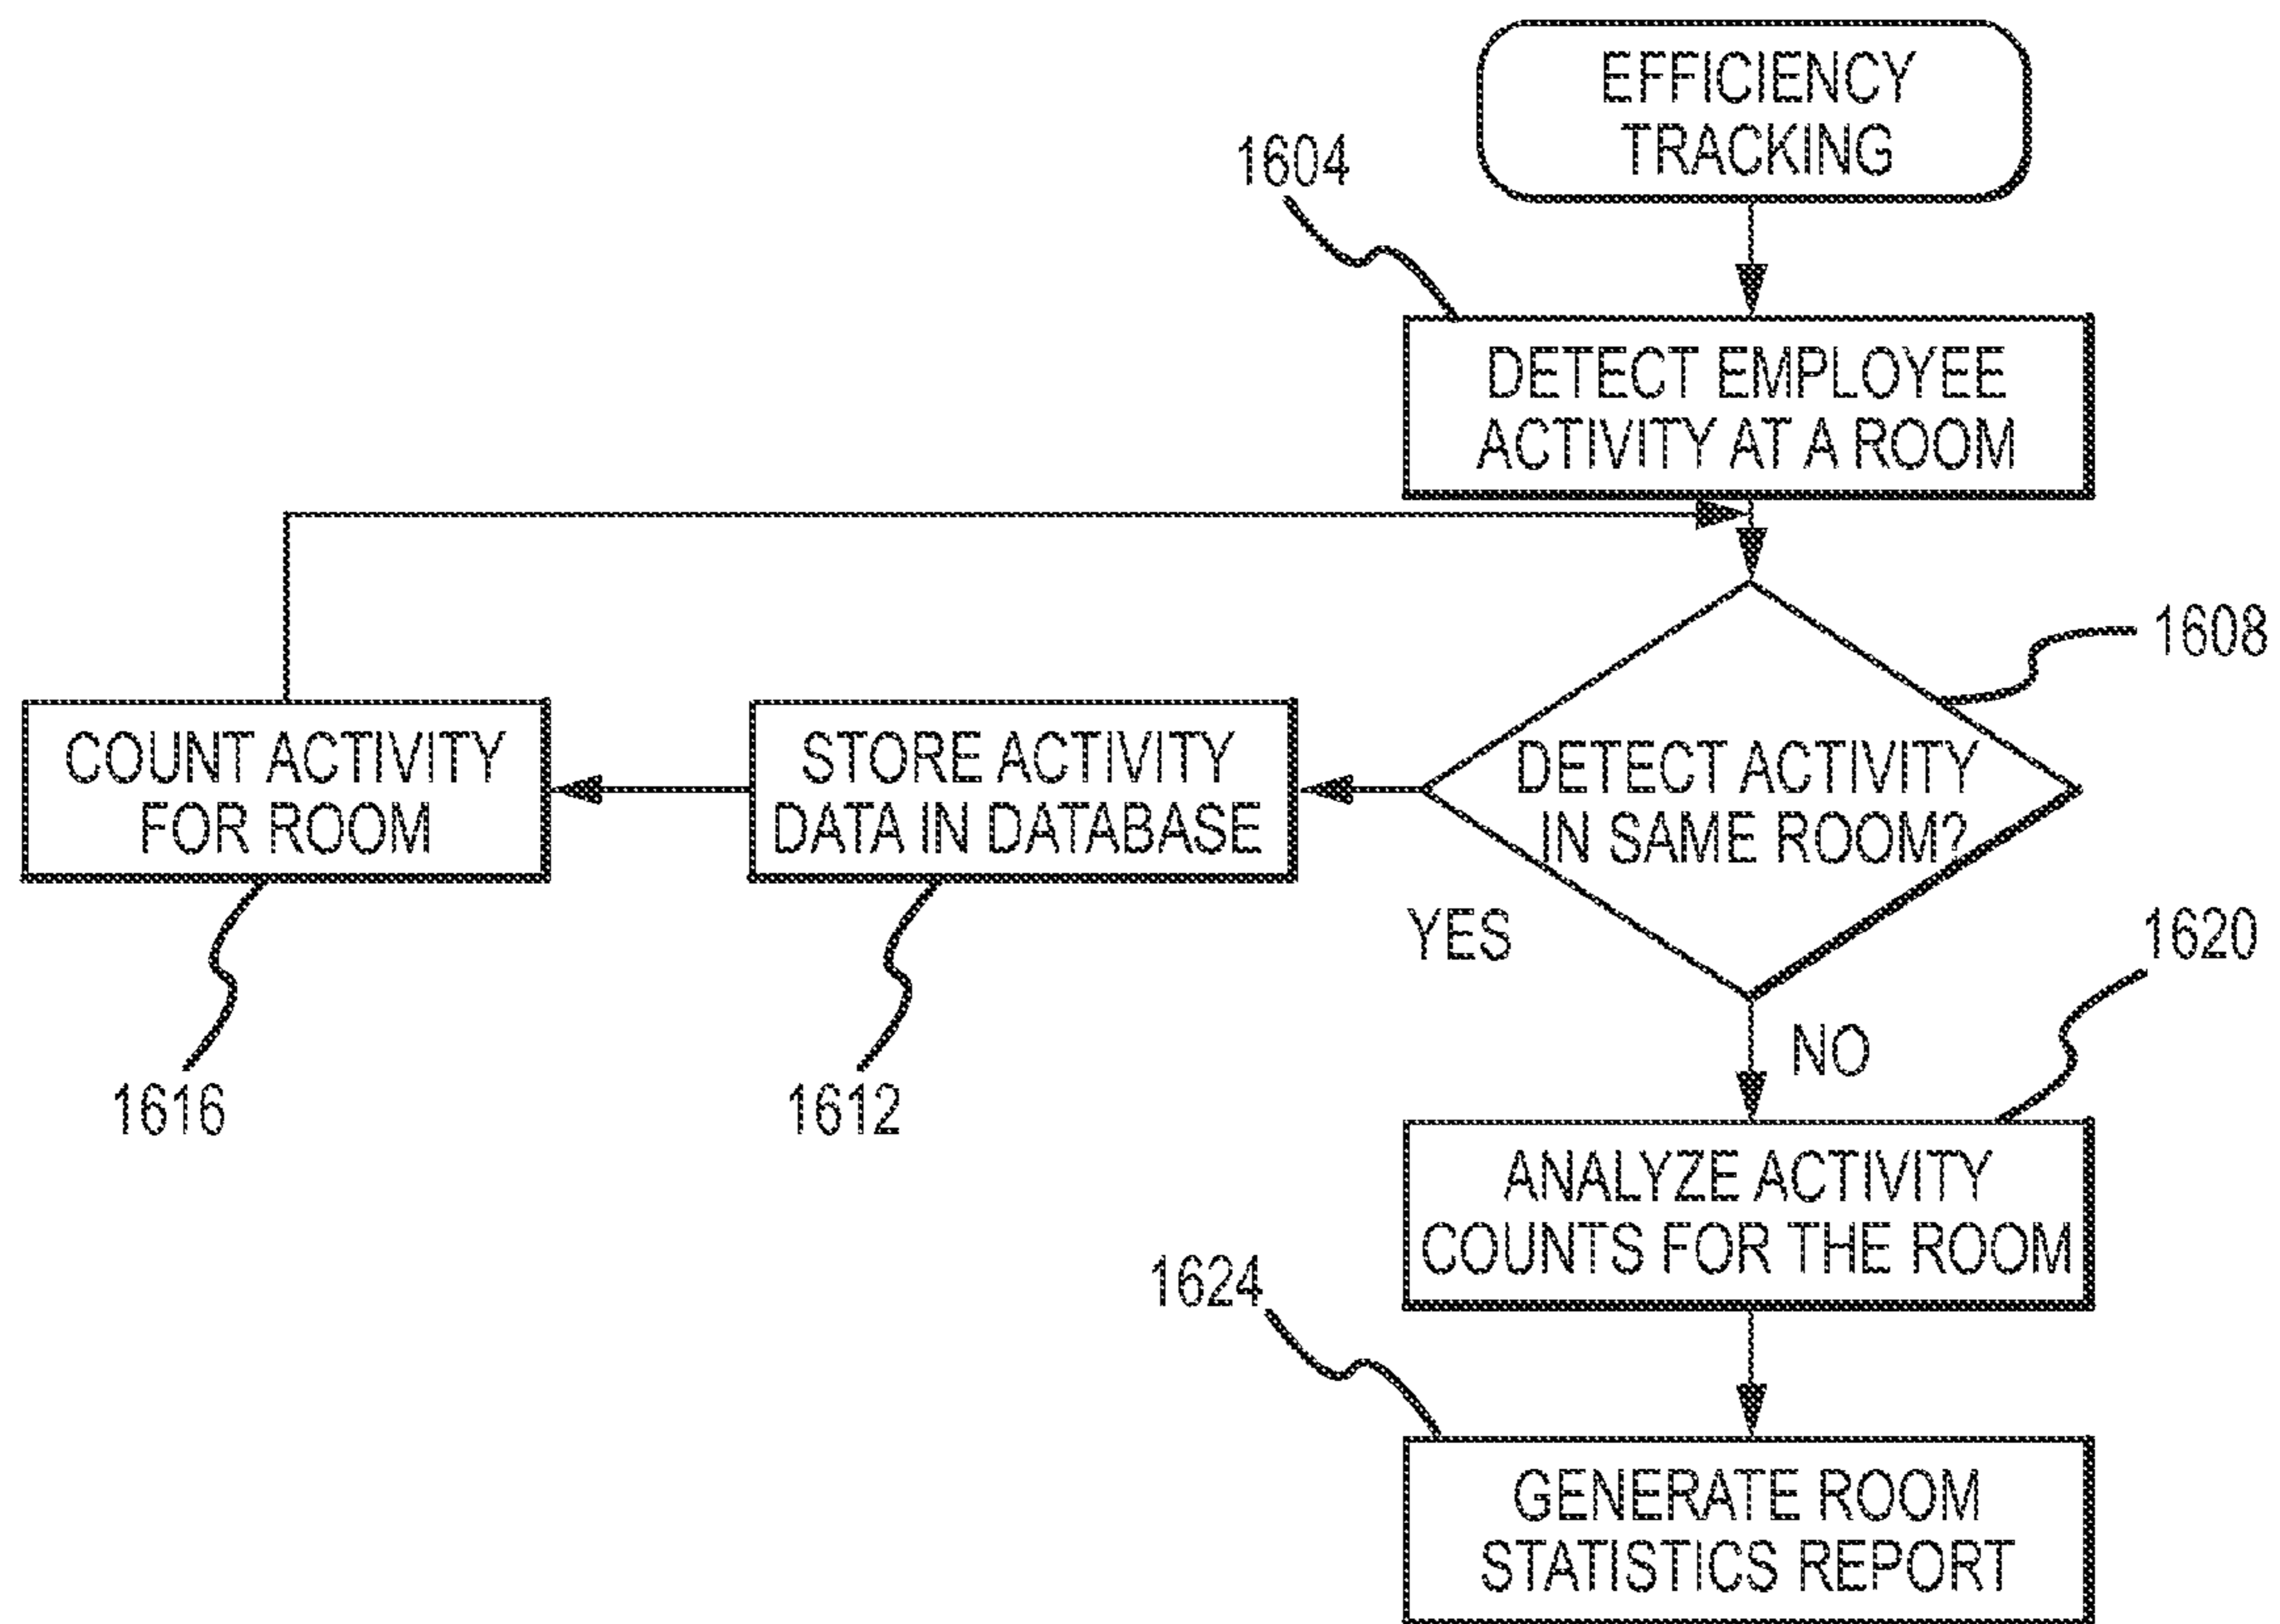 EFFICIENCY
TRACKING
1604
DETECT EMPLOYEE
ACTIVITY AT A ROOM
1608
DETECT ACTIVITY
IN SAME ROOM?
YES
STORE ACTIVITY
DATA IN DATABASE
1612
COUNT ACTIVITY
FOR ROOM
1616
NO
1620
ANALYZE ACTIVITY
COUNTS FOR THE ROOM
1624
GENERATE ROOM
STATISTICS REPORT